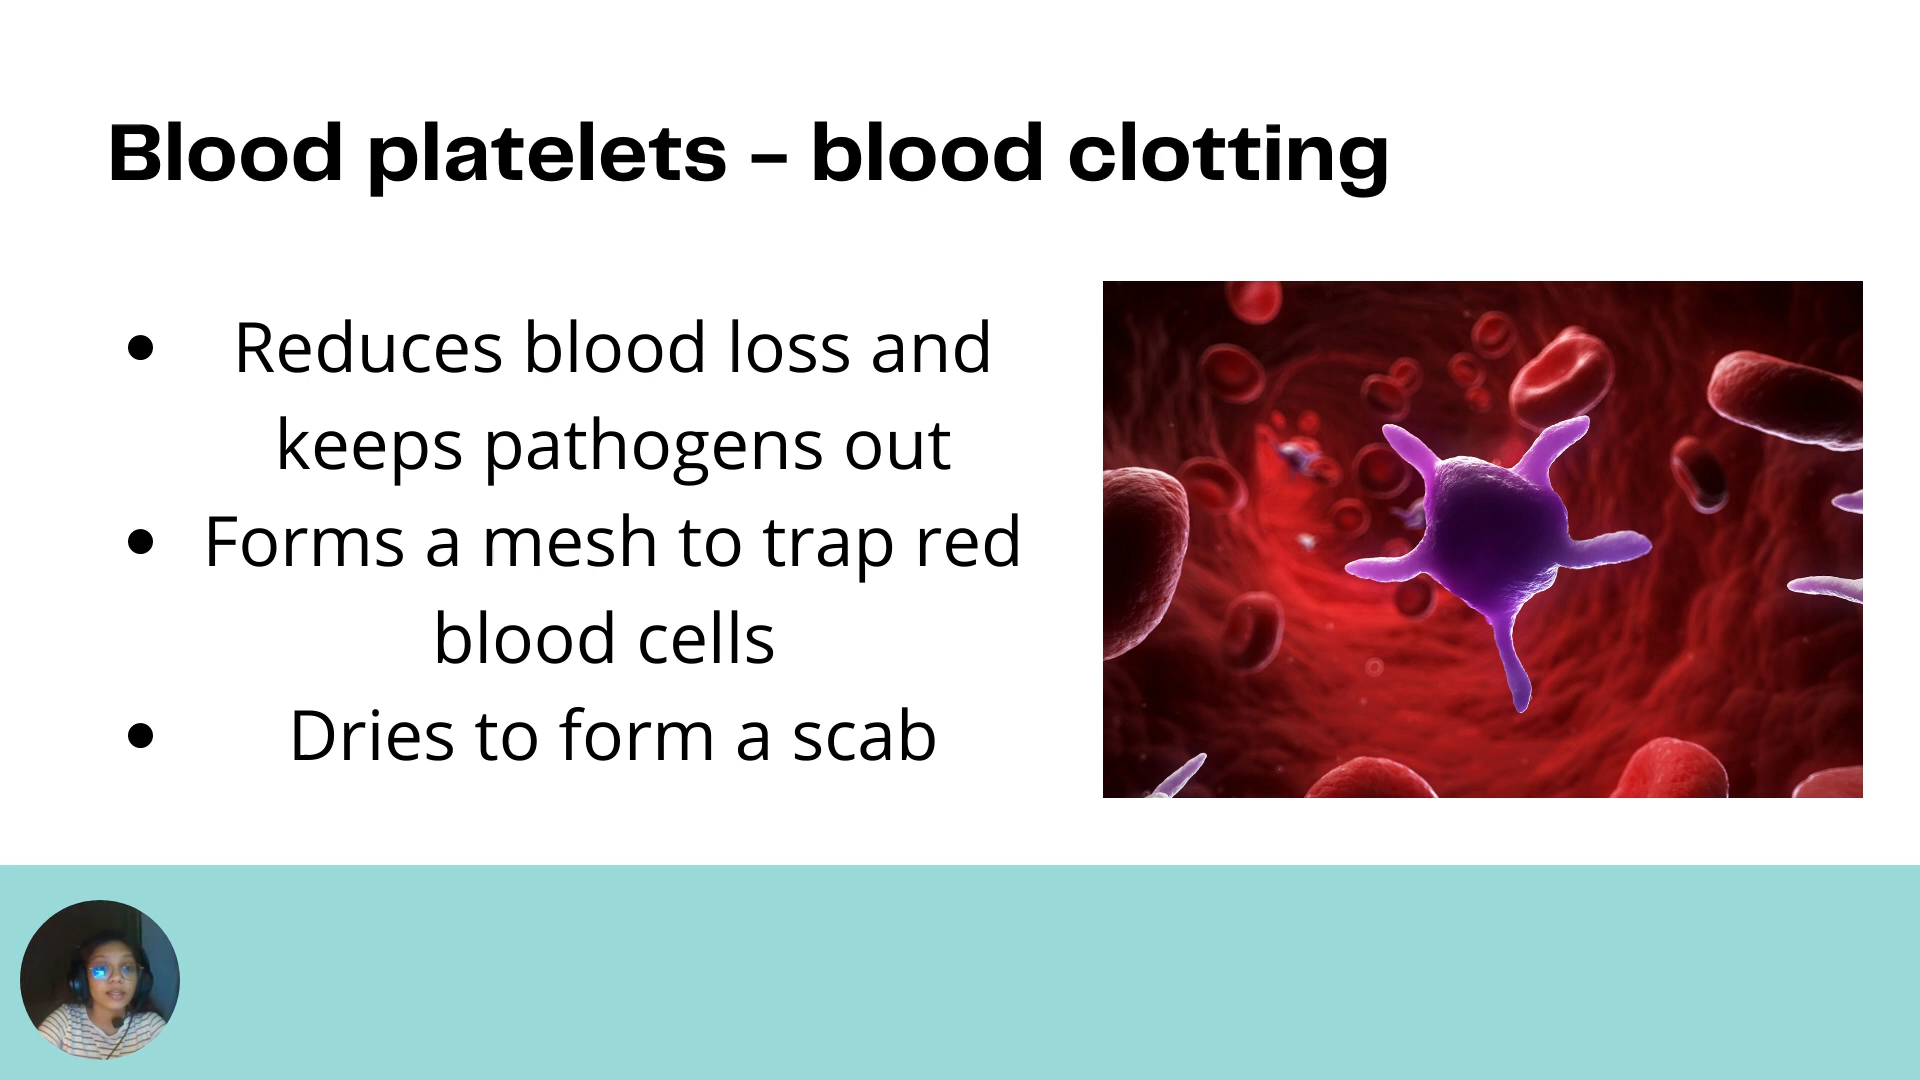 Blood platelets – blood clotting
• Reduces blood loss and
keeps pathogens out
• Forms a mesh to trap red
blood cells
• Dries to form a scab